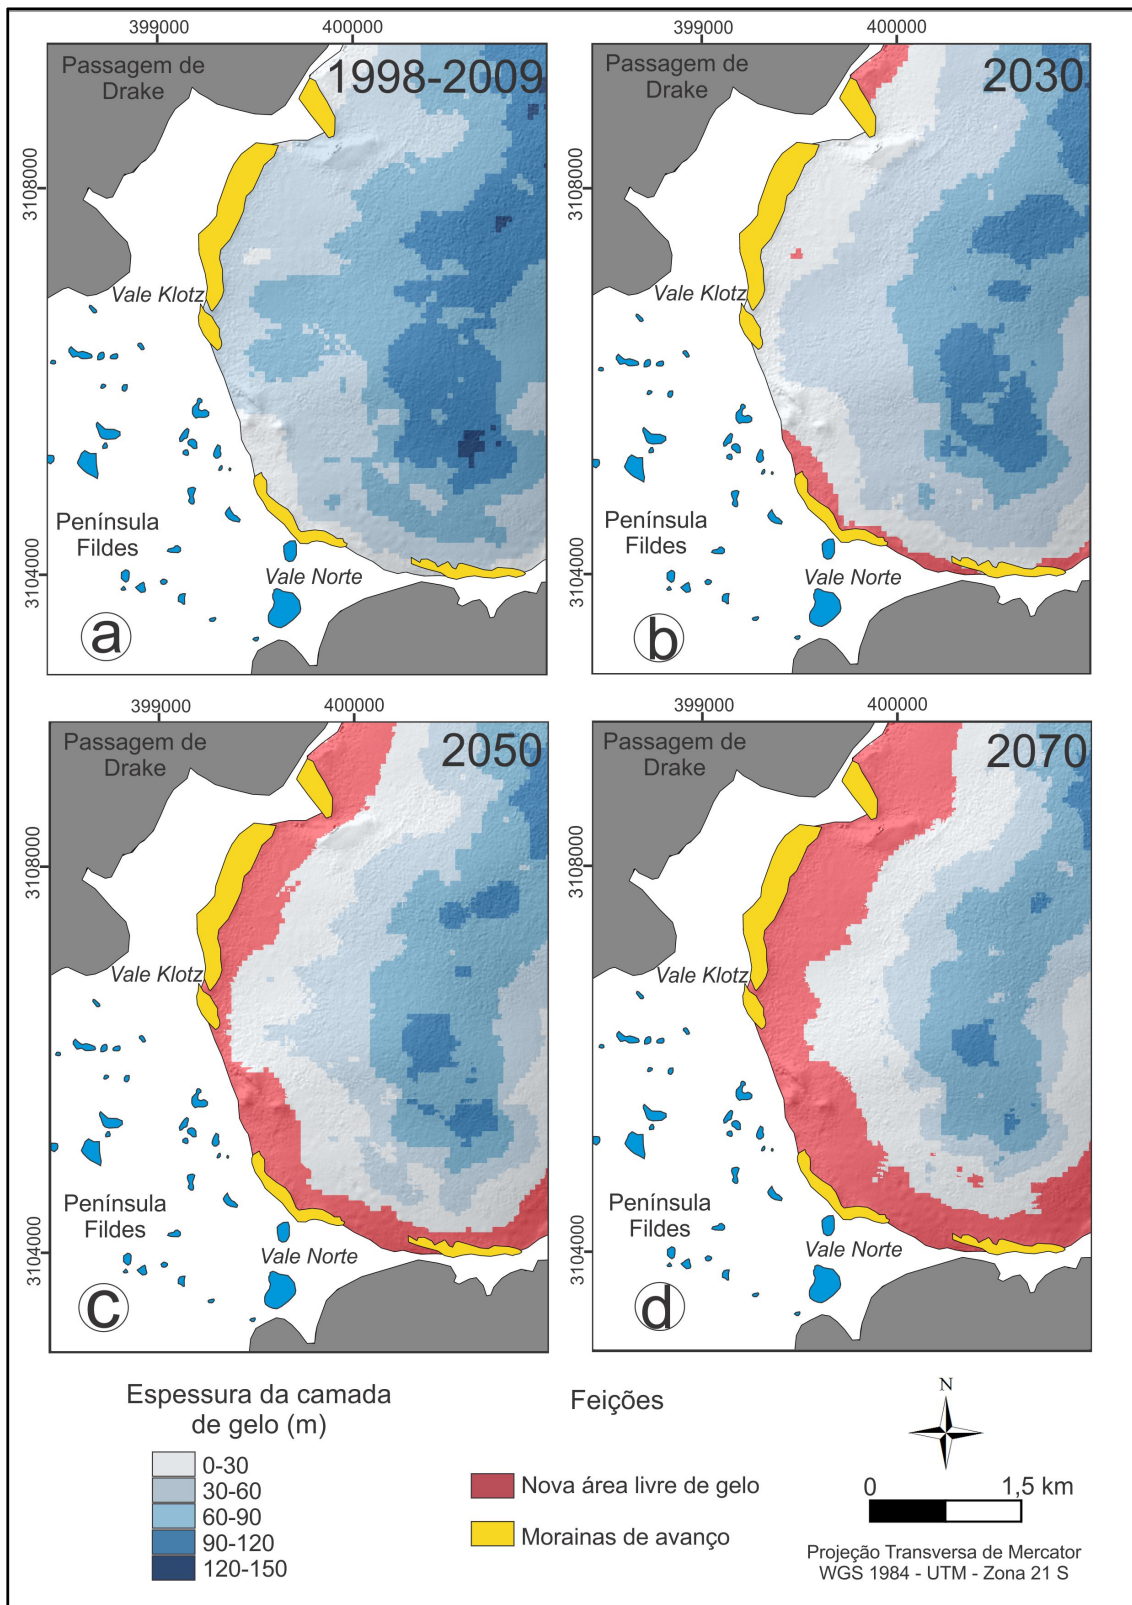 399000
400000
3108000
3104000
Passagem de
Drake
1998-2009
Vale Klotz
Península
Fildes
Vale Norte
a
399000
400000
3108000
3104000
Passagem de
Drake
2030
Vale Klotz
Península
Fildes
Vale Norte
b
399000
400000
3108000
3104000
Passagem de
Drake
2050
Vale Klotz
Península
Fildes
Vale Norte
c
399000
400000
3108000
3104000
Passagem de
Drake
2070
Vale Klotz
Península
Fildes
Vale Norte
d
Espessura da camada
de gelo (m)
0-30
30-60
60-90
90-120
120-150
Feições
Nova área livre de gelo
Morainas de avanço
N
0 1,5 km
Projeção Transversa de Mercator
WGS 1984 - UTM - Zona 21 S